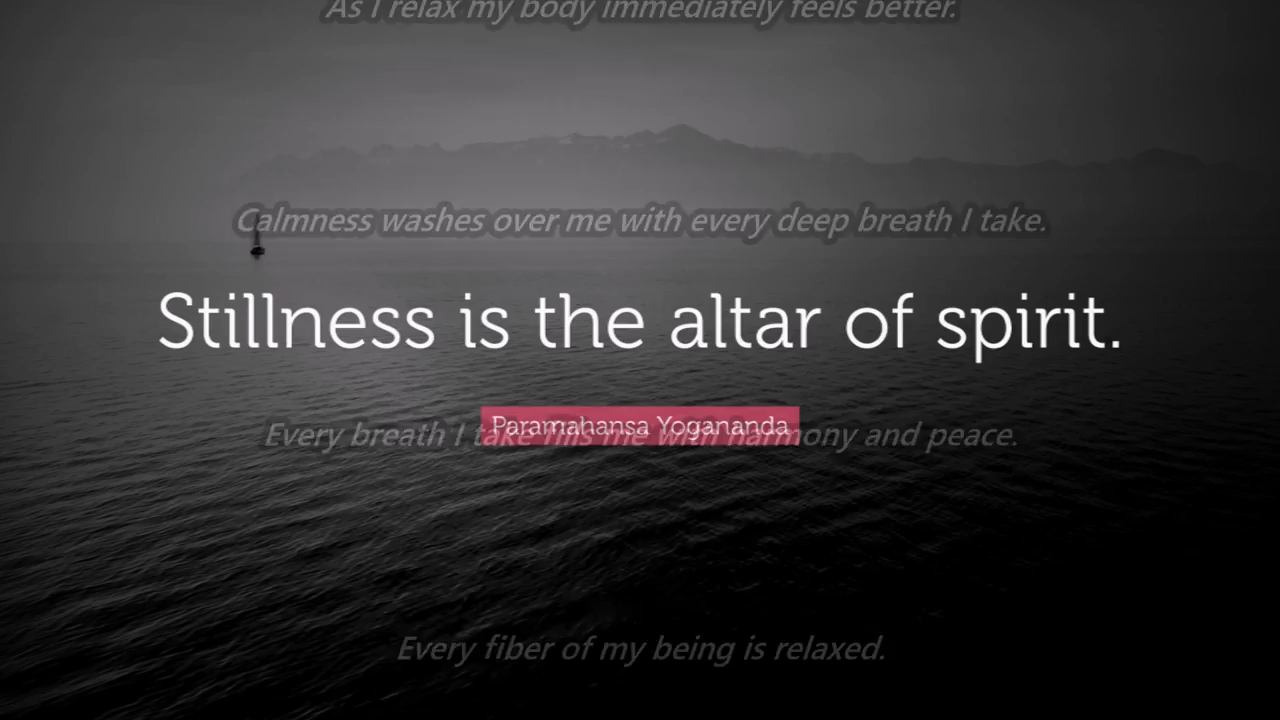 As I relax my body immediately feels better.
Calmness washes over me with every deep breath I take.
Stillness is the altar of spirit.
Paramahansa Yogananda
Every breath I take fills me with harmony and peace.
Every fiber of my being is relaxed.